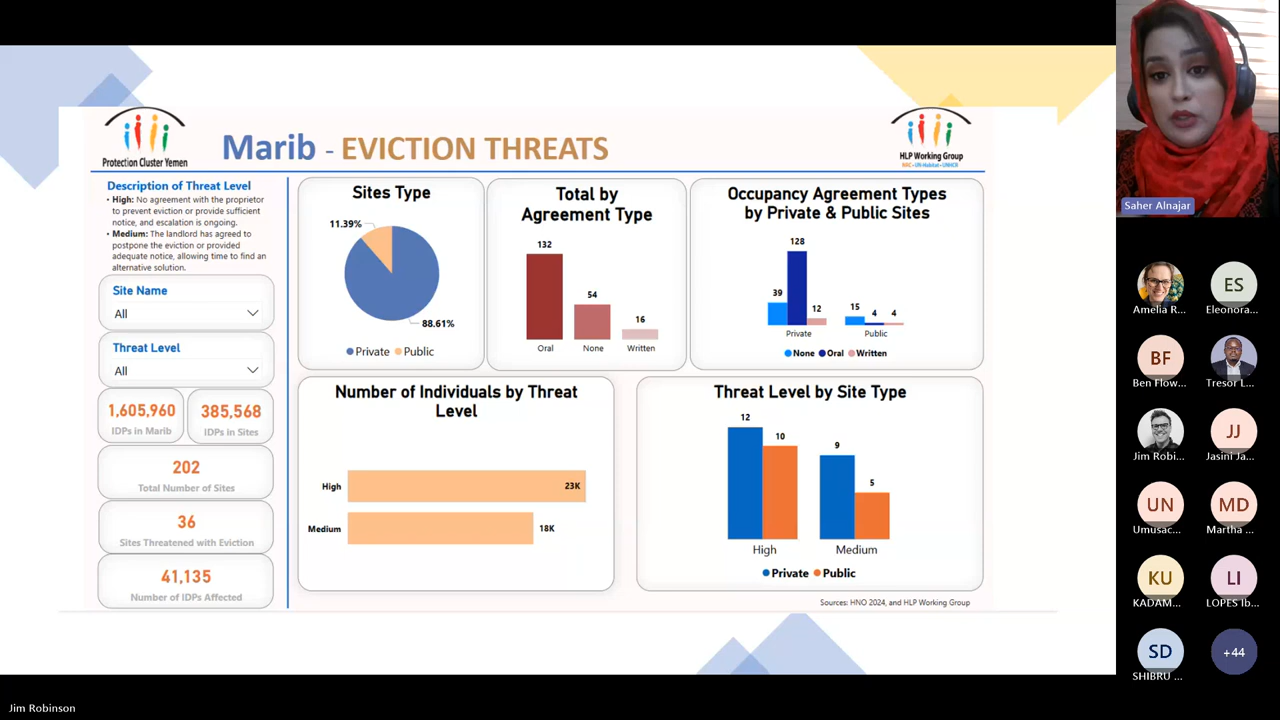 Protection Cluster Yemen
Marib - EVICTION THREATS
HLP Working Group
NRC - UN-Habitat - UNHCR
Description of Threat Level
• High: No agreement with the proprietor
to prevent eviction or provide sufficient
notice, and escalation is ongoing.
• Medium: The landlord has agreed to
postpone the eviction or provided
adequate notice, allowing time to find an
alternative solution.
Site Name
All
Threat Level
All
1,605,960
IDPs in Marib
385,568
IDPs in Sites
202
Total Number of Sites
36
Sites Threatened with Eviction
41,135
Number of IDPs Affected
Sites Type
11.39%
88.61%
Private Public
Total by
Agreement Type
132
54
16
Oral None Written
Occupancy Agreement Types
by Private & Public Sites
128
39
12
15
4
4
Private Public
None Oral Written
Number of Individuals by Threat
Level
High 23K
Medium 18K
Threat Level by Site Type
12
10
9
5
High Medium
Private Public
Sources: HNO 2024, and HLP Working Group
Saher Alnajar
Amelia R...
ES
Eleonora...
BF
Ben Flow...
Tresor L...
Jim Robi...
JJ
Jasini Ja...
UN
Umusac...
MD
Martha ...
KU
KADAM...
LI
LOPES Ib...
SD
SHIBRU ...
+44
Jim Robinson